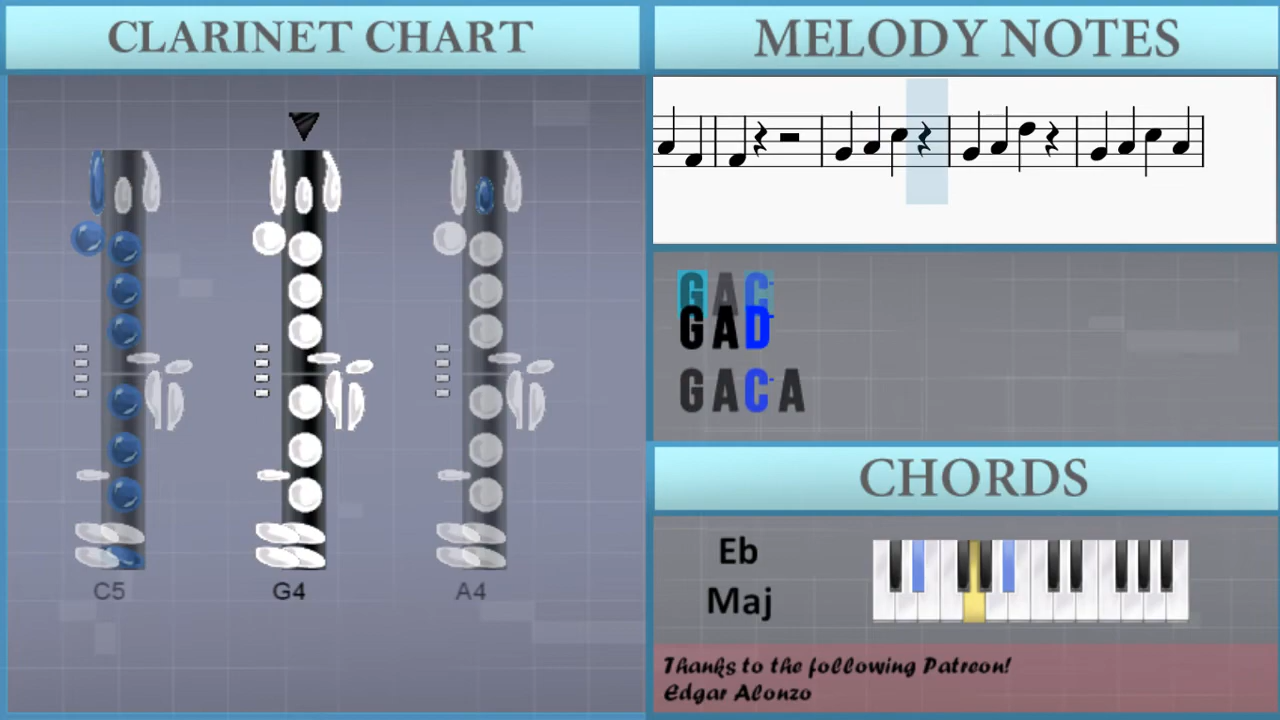 CLARINET CHART
C5
G4
A4
MELODY NOTES
GAC
GAD
GACA
CHORDS
Eb
Maj
Thanks to the following Patreon!
Edgar Alonzo